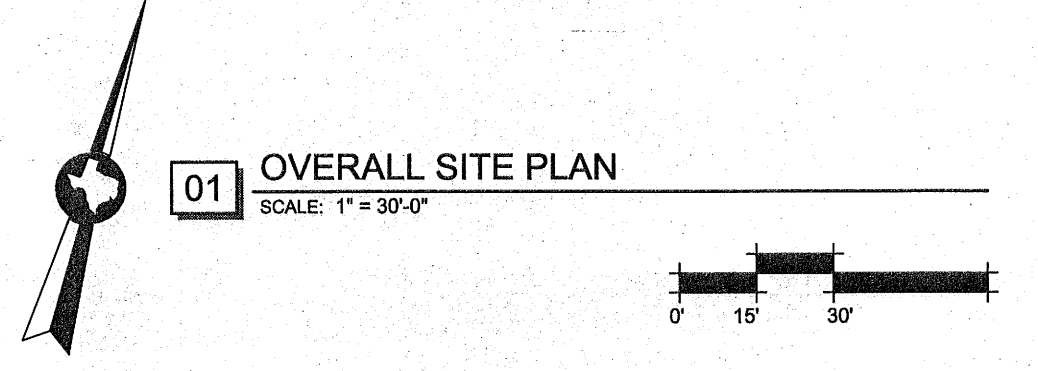 01
OVERALL SITE PLAN
SCALE: 1" = 30'-0"
0' 15' 30'